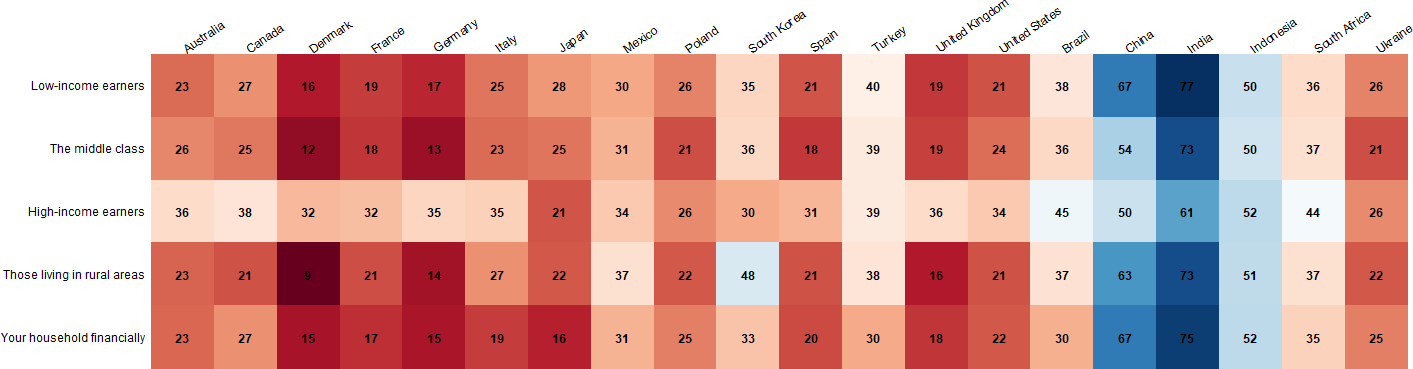 Australia Canada Denmark France Germany Italy Japan Mexico Poland South Korea Spain Turkey United Kingdom United States Brazil China India Indonesia South Africa Ukraine
Low-income earners 23 27 16 19 17 25 28 30 26 35 21 40 19 21 38 67 77 50 36 26
The middle class 26 25 12 18 13 23 25 31 21 36 18 39 19 24 36 54 73 50 37 21
High-income earners 36 38 32 32 35 35 21 34 26 30 31 39 36 34 45 50 61 52 44 26
Those living in rural areas 23 21 9 21 14 27 22 37 22 48 21 38 16 21 37 63 73 51 37 22
Your household financially 23 27 15 17 15 19 16 31 25 33 20 30 18 22 30 67 75 52 35 25